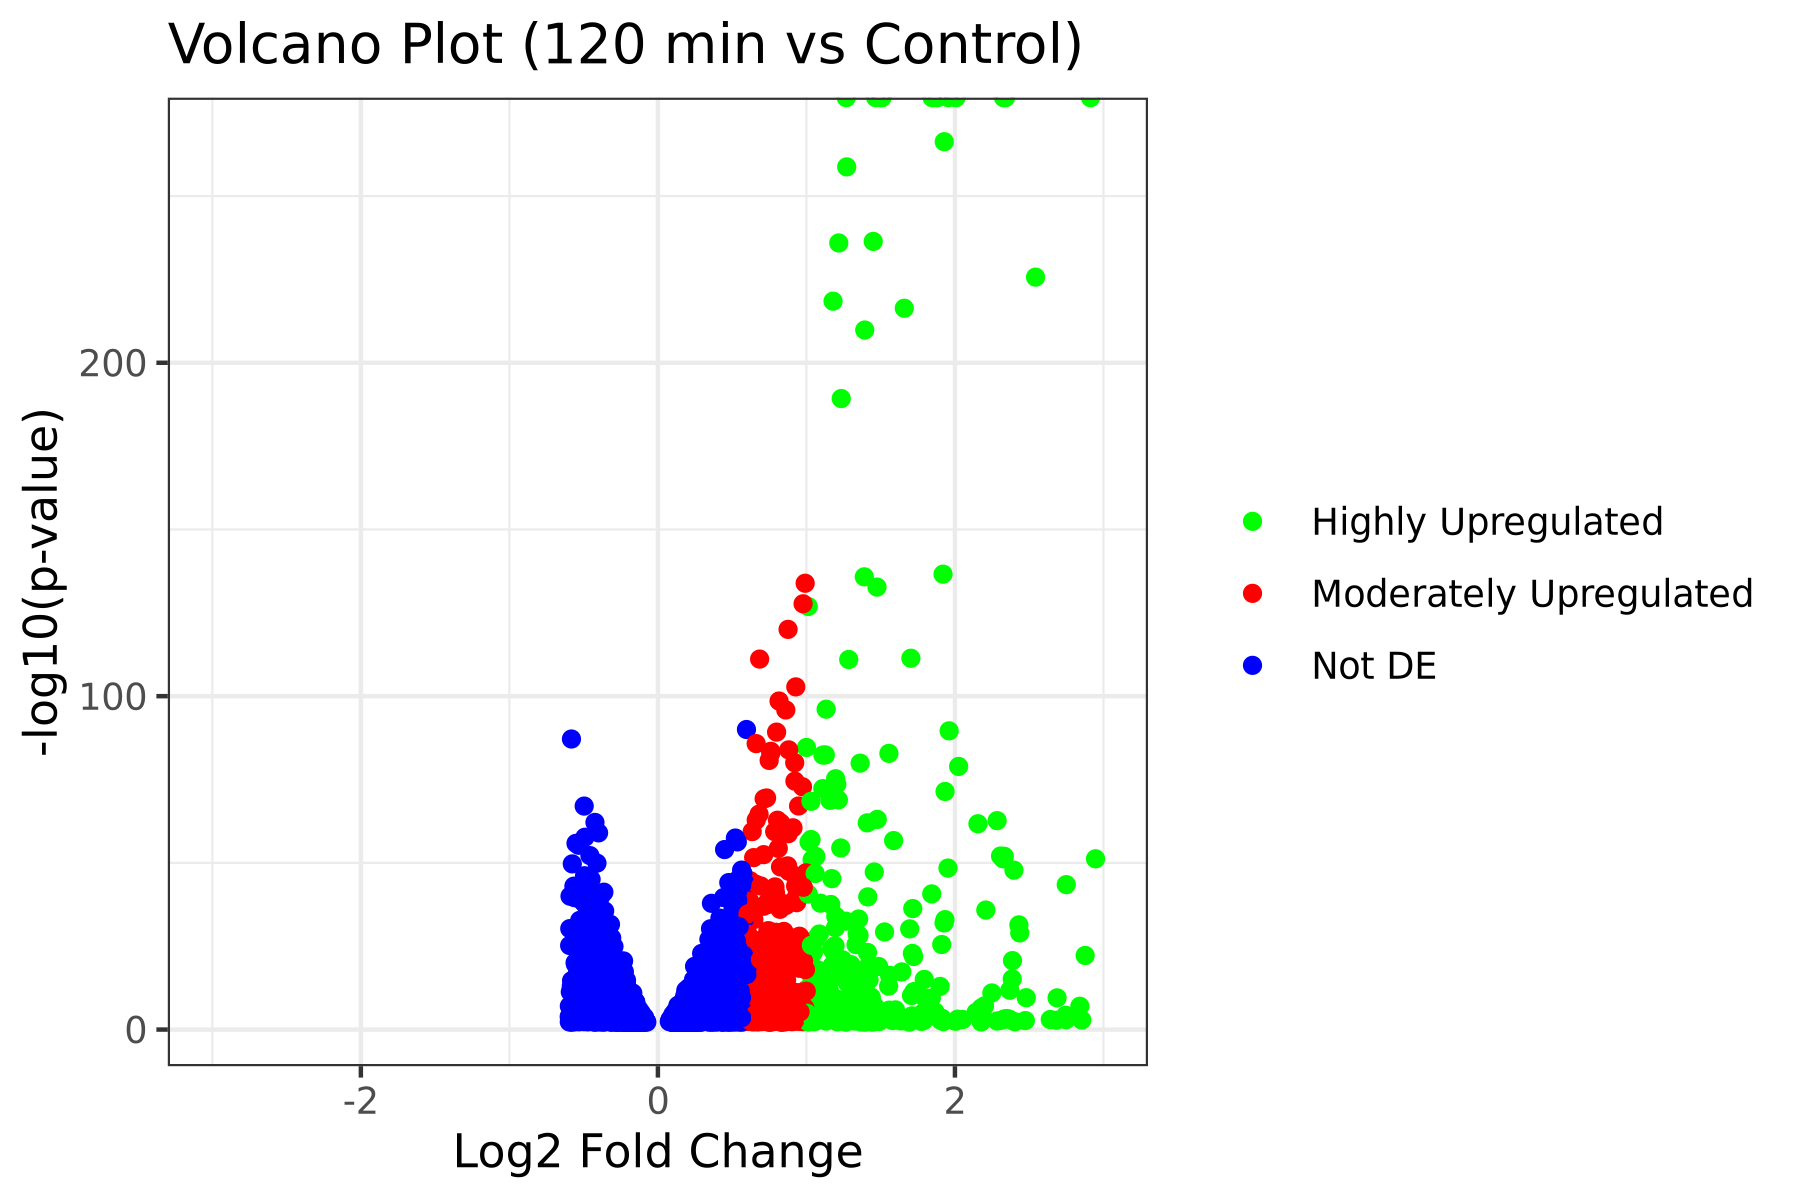 Volcano Plot (120 min vs Control)
-log10(p-value)
200
100
0
-2
0
2
Log2 Fold Change
Highly Upregulated
Moderately Upregulated
Not DE